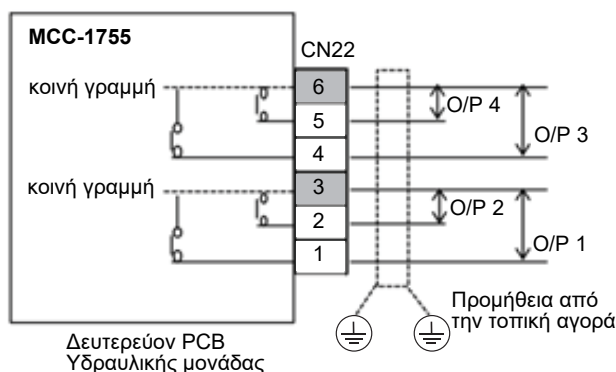 MCC-1755
CN22
κοινή γραμμή
6
O/P 4
5
O/P 3
4
κοινή γραμμή
3
O/P 2
2
O/P 1
1
Προμήθεια από
την τοπική αγορά
Δευτερεύον PCB
Υδραυλικής μονάδας